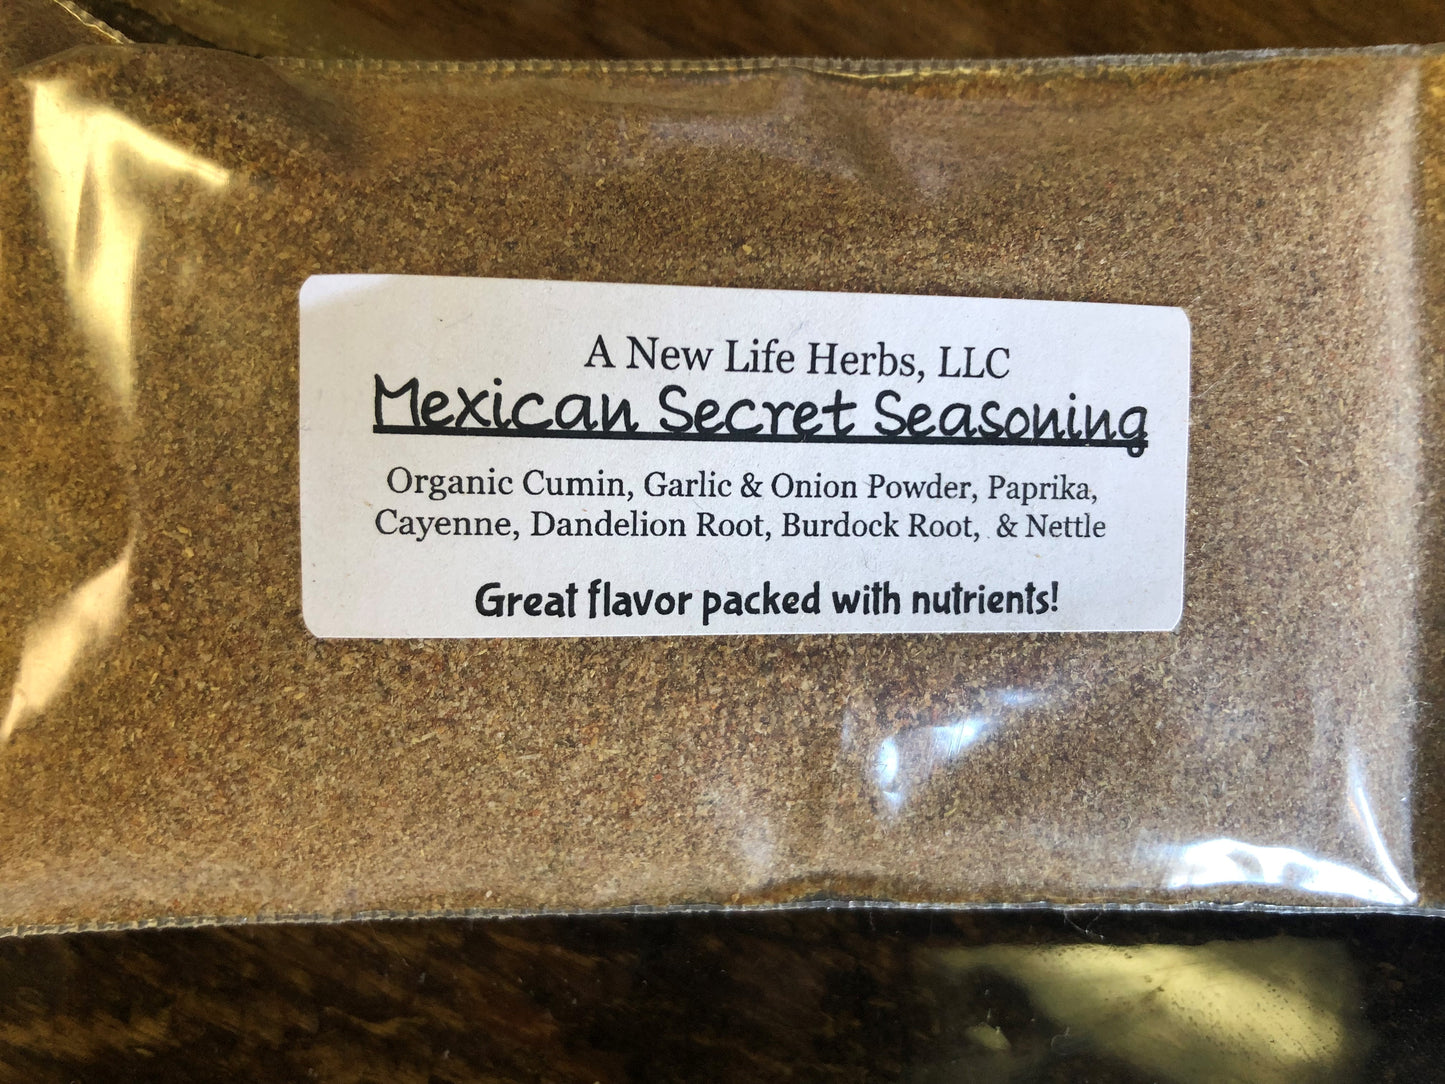 A New Life Herbs, LLC
Mexican Secret Seasoning
Organic Cumin, Garlic & Onion Powder, Paprika,
Cayenne, Dandelion Root, Burdock Root, & Nettle
Great flavor packed with nutrients!